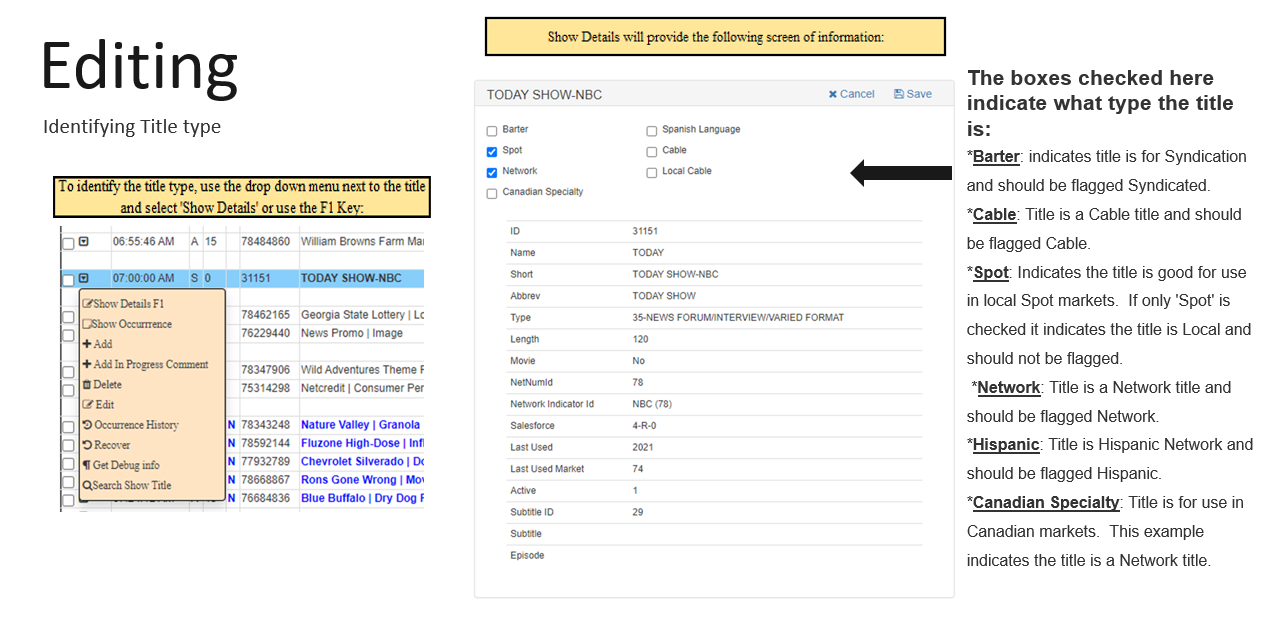 Editing
Identifying Title type
To identify the title type, use the drop down menu next to the title
and select 'Show Details' or use the F1 Key:
06:55:46 AM A 15 78484860 William Browns Farm Mar
07:00:00 AM S 0 31151 TODAY SHOW-NBC
Show Details F1
Show Occurrrence
Add
Add In Progress Comment
Delete
Edit
Occurrence History
Recover
Get Debug info
Search Show Title
78462165 Georgia State Lottery | Lo
76229440 News Promo | Image
78347906 Wild Adventures Theme P
75314298 Netcredit | Consumer Per
N 78343248 Nature Valley | Granola
N 78592144 Fluzone High-Dose | Infl
N 77932789 Chevrolet Silverado | Do
N 78668867 Rons Gone Wrong | Mov
N 76684836 Blue Buffalo | Dry Dog F
Show Details will provide the following screen of information:
TODAY SHOW-NBC Cancel Save
Barter Spanish Language
Spot Cable
Network Local Cable
Canadian Specialty
ID 31151
Name TODAY
Short TODAY SHOW-NBC
Abbrev TODAY SHOW
Type 35-NEWS FORUM/INTERVIEW/VARIED FORMAT
Length 120
Movie No
NetNumId 78
Network Indicator Id NBC (78)
Salesforce 4-R-0
Last Used 2021
Last Used Market 74
Active 1
Subtitle ID 29
Subtitle
Episode
The boxes checked here
indicate what type the title
is:
*Barter: indicates title is for Syndication
and should be flagged Syndicated.
*Cable: Title is a Cable title and should
be flagged Cable.
*Spot: Indicates the title is good for use
in local Spot markets. If only 'Spot' is
checked it indicates the title is Local and
should not be flagged.
*Network: Title is a Network title and
should be flagged Network.
*Hispanic: Title is Hispanic Network and
should be flagged Hispanic.
*Canadian Specialty: Title is for use in
Canadian markets. This example
indicates the title is a Network title.